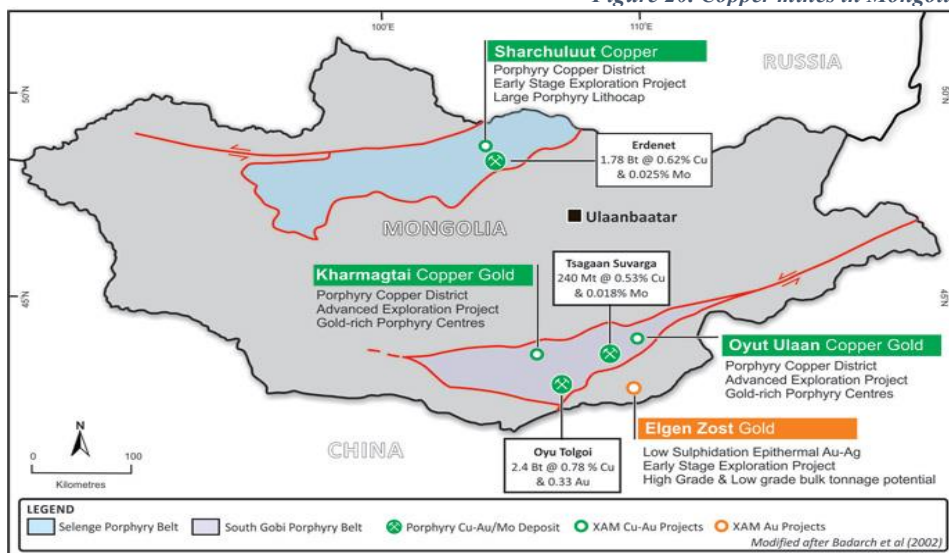 Figure 20. Copper mines in Mongoli
100°E
110°E
RUSSIA
Sharchuluut Copper
Porphyry Copper District
Early Stage Exploration Project
Large Porphyry Lithocap
50°N
50°N
Erdenet
1.78 Bt @ 0.62% Cu
& 0.025% Mo
Ulaanbaatar
MONGOLIA
Tsagaan Suvarga
240 Mt @ 0.53% Cu
& 0.018% Mo
Kharmagtai Copper Gold
Porphyry Copper District
Advanced Exploration Project
Gold-rich Porphyry Centres
45°N
45°N
Oyut Ulaan Copper Gold
Porphyry Copper District
Advanced Exploration Project
Gold-rich Porphyry Centres
Elgen Zost Gold
Low Sulphidation Epithermal Au-Ag
Early Stage Exploration Project
High Grade & Low grade bulk tonnage potential
CHINA
Oyu Tolgoi
2.4 Bt @ 0.78 % Cu
& 0.33 Au
N
0 100
Kilometres
LEGEND
Selenge Porphyry Belt
South Gobi Porphyry Belt
Porphyry Cu-Au/Mo Deposit
XAM Cu-Au Projects
XAM Au Projects
Modified after Badarch et al (2002)